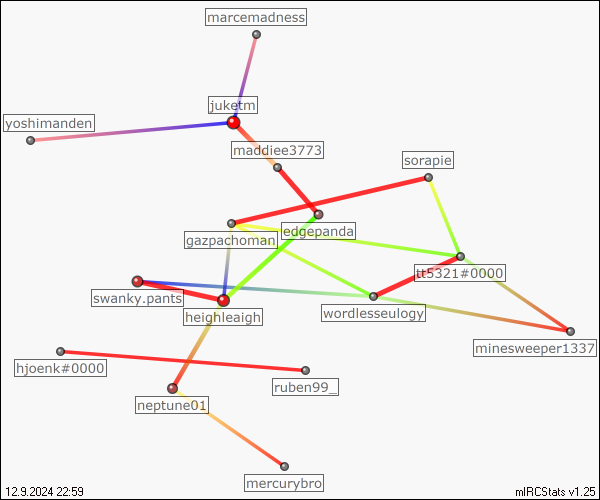 marcemadness
juketm
yoshimanden
maddiee3773
sorapie
edgepanda
gazpachoman
tt5321#0000
swanky.pants
heighleaigh
wordlesseulogy
minesweeper1337
hjoenk#0000
ruben99_
neptune01
mercurybro
12.9.2024 22:59
mIRCStats v1.25